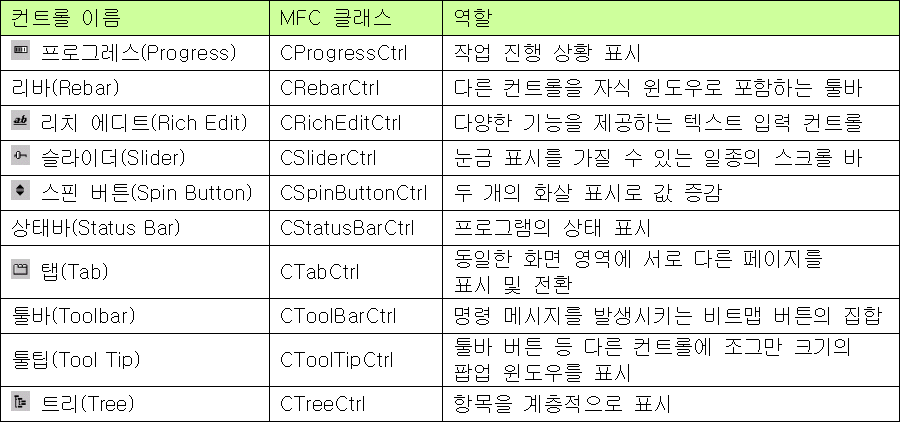 컨트롤 이름 MFC 클래스 역할
프로그레스(Progress) CProgressCtrl 작업 진행 상황 표시
리바(Rebar) CRebarCtrl 다른 컨트롤을 자식 윈도우로 포함하는 툴바
ab 리치 에디트(Rich Edit) CRichEditCtrl 다양한 기능을 제공하는 텍스트 입력 컨트롤
슬라이더(Slider) CSliderCtrl 눈금 표시를 가질 수 있는 일종의 스크롤 바
스핀 버튼(Spin Button) CSpinButtonCtrl 두 개의 화살 표시로 값 증감
상태바(Status Bar) CStatusBarCtrl 프로그램의 상태 표시
탭(Tab) CTabCtrl 동일한 화면 영역에 서로 다른 페이지를
표시 및 전환
툴바(Toolbar) CToolBarCtrl 명령 메시지를 발생시키는 비트맵 버튼의 집합
툴팁(Tool Tip) CToolTipCtrl 툴바 버튼 등 다른 컨트롤에 조그만 크기의
팝업 윈도우를 표시
트리(Tree) CTreeCtrl 항목을 계층적으로 표시